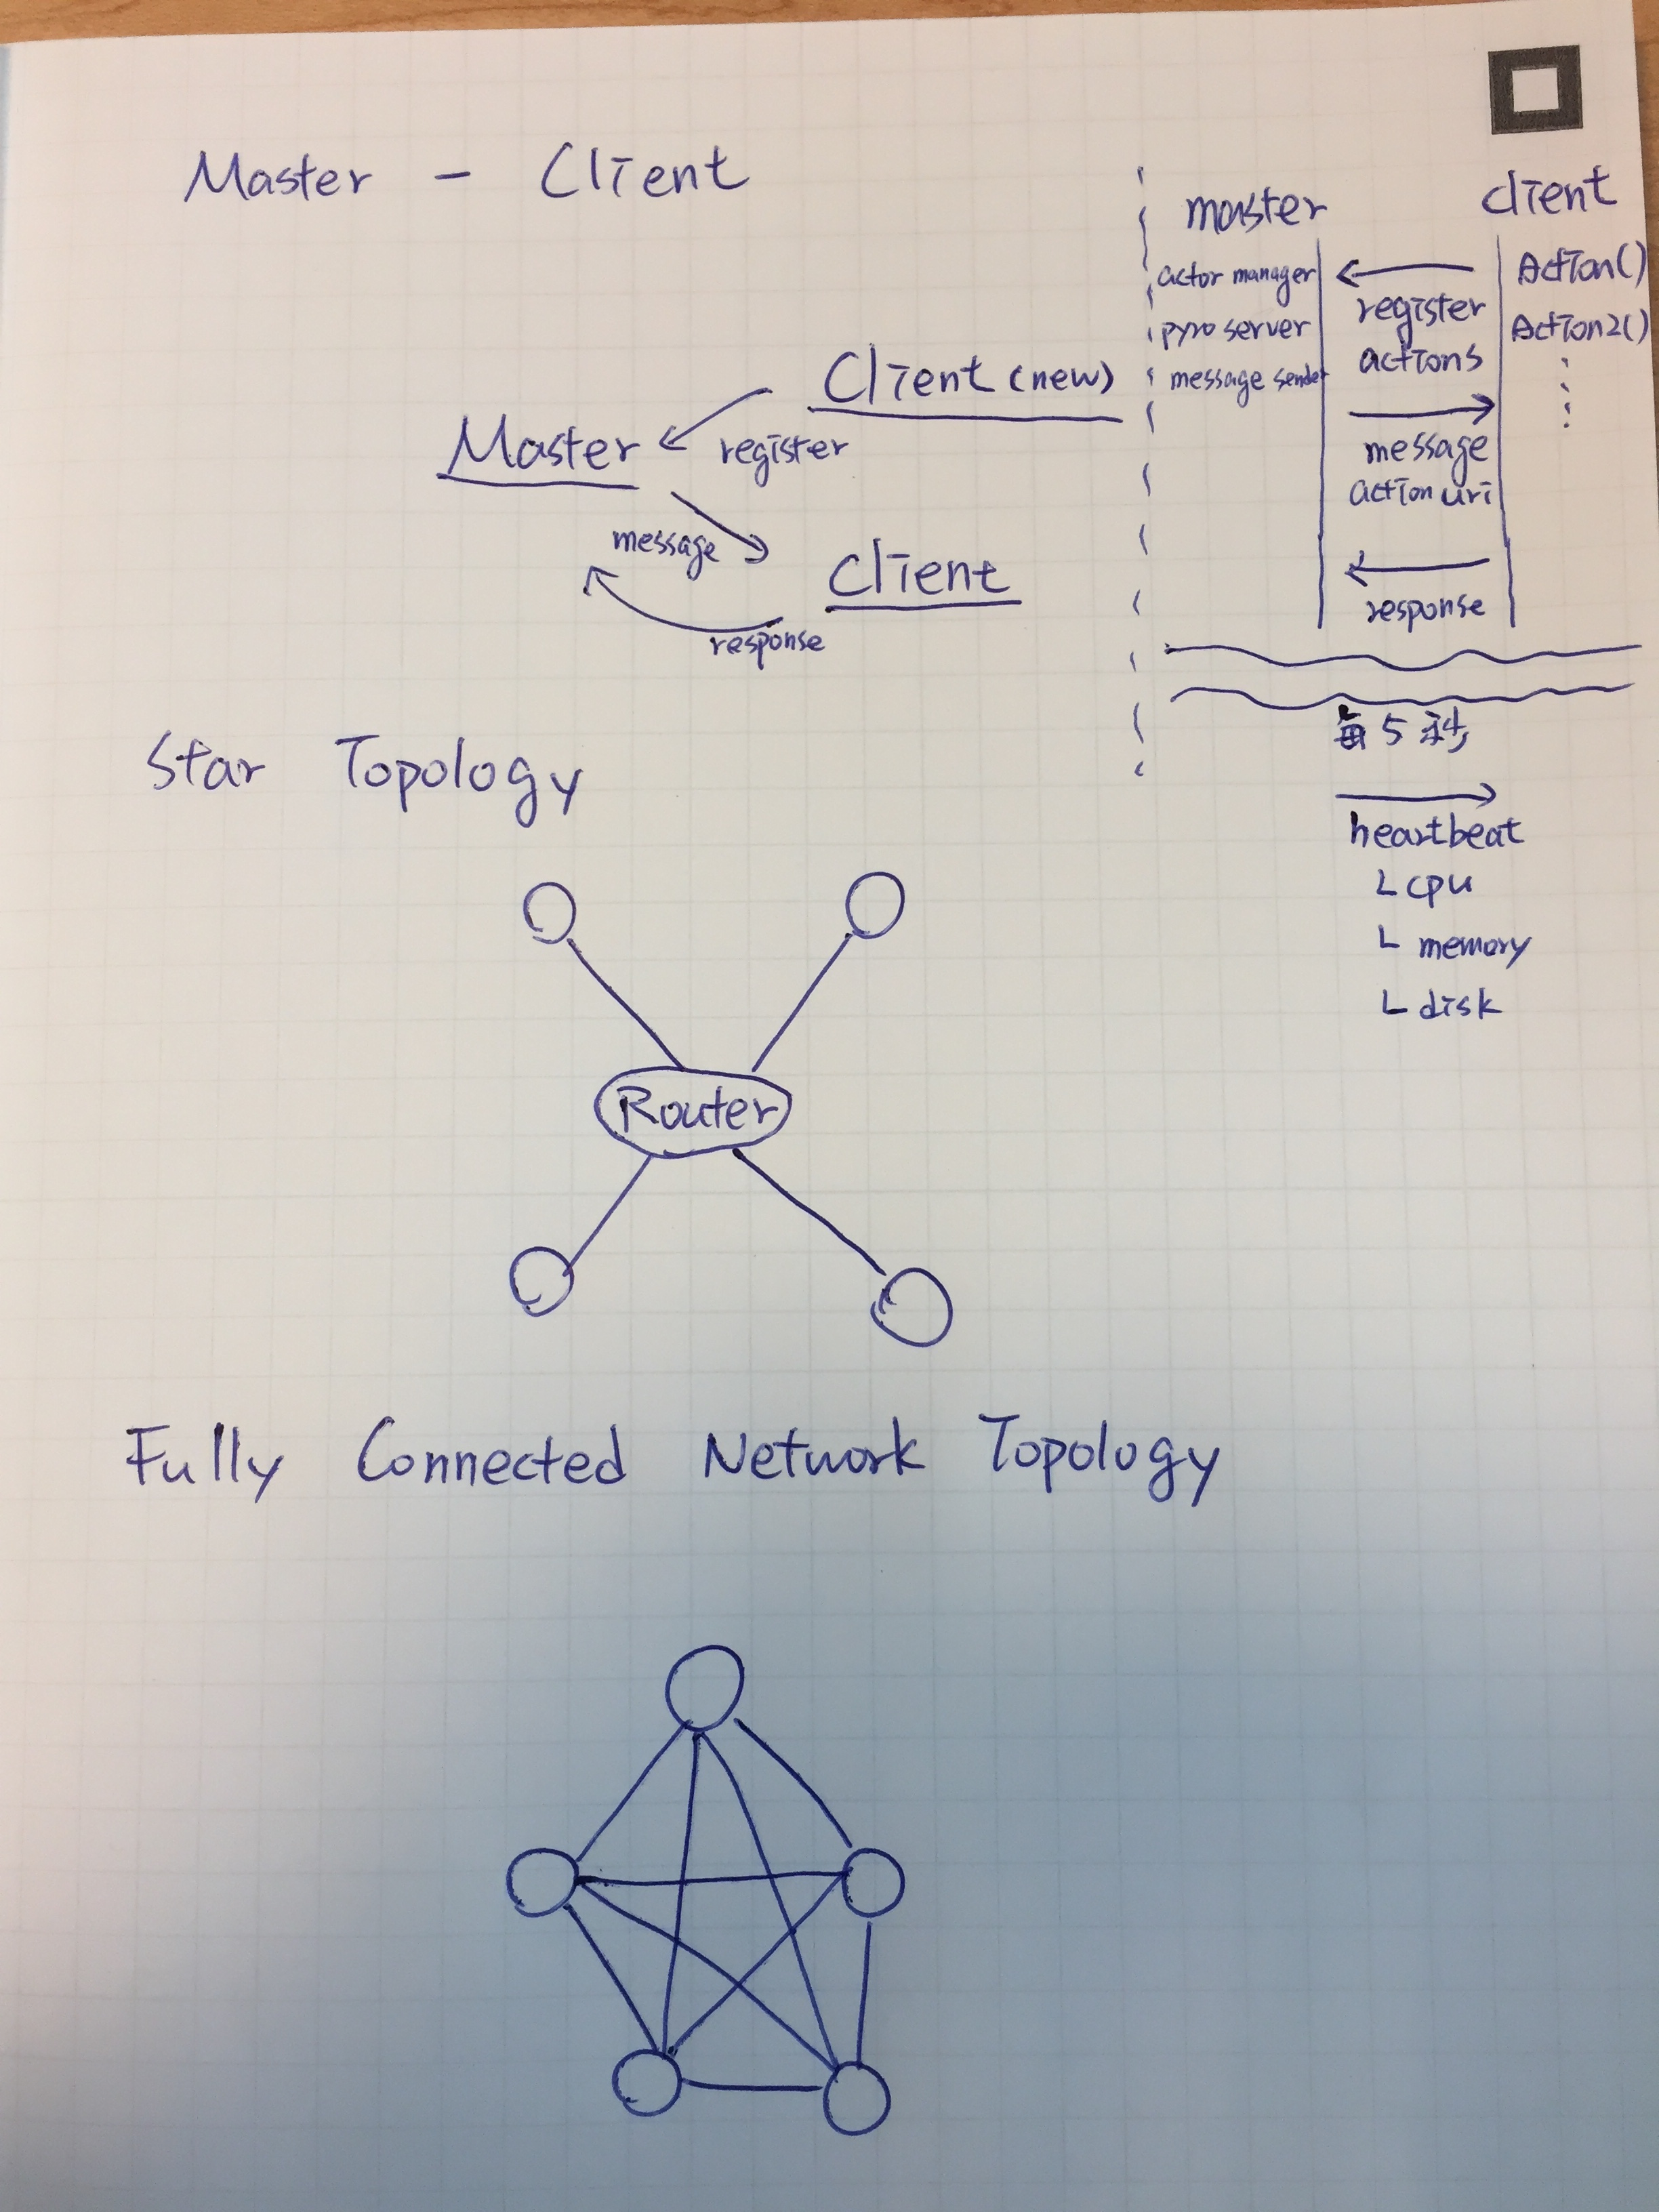 Master - Client
Client (new)
Master
register
message
Client
response
master
client
actor manager
pyro server
message sender
Action()
Action2()
register
actions
message
action uri
response
每5秒
heartbeat
L cpu
L memory
L disk
Star Topology
Router
Fully Connected Network Topology